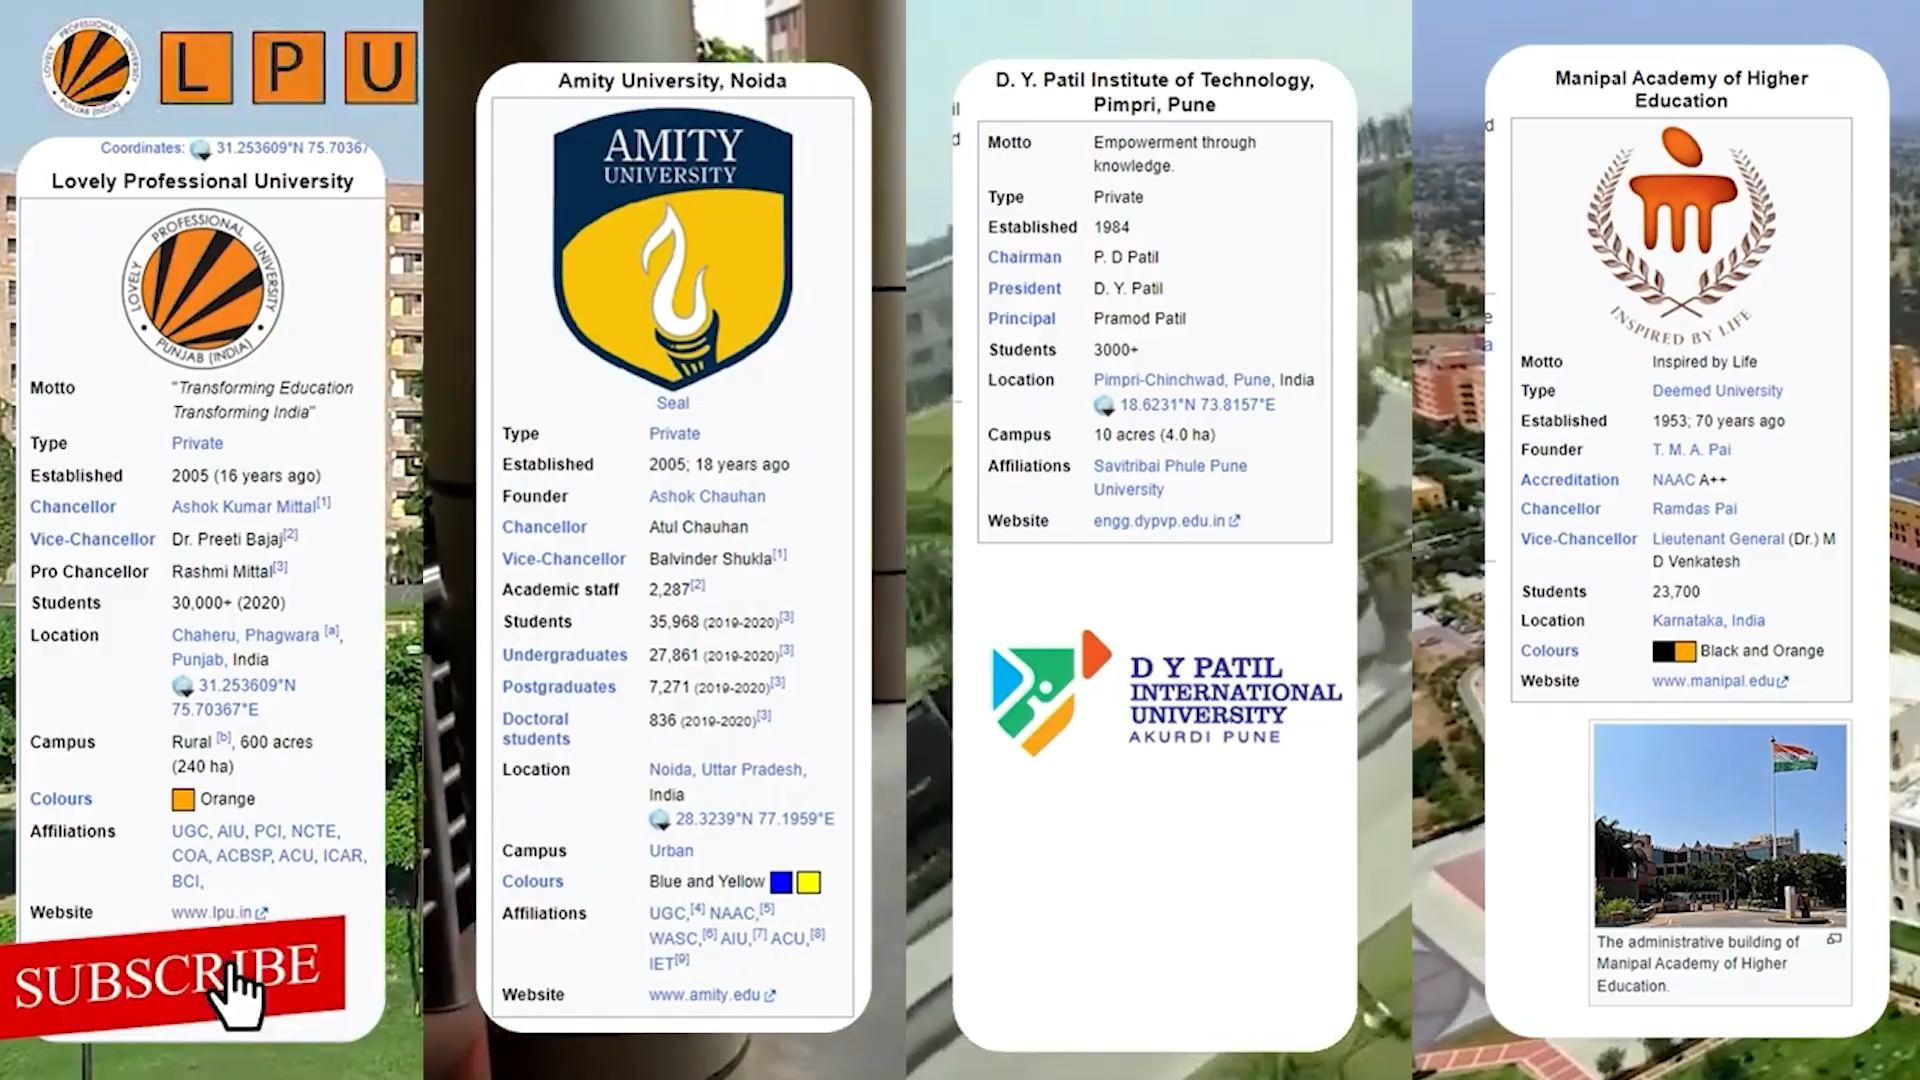 LOVELY PROFESSIONAL UNIVERSITY
PUNJAB (INDIA)
L P U
Coordinates: 31.253609°N 75.70367
Lovely Professional University
LOVELY PROFESSIONAL UNIVERSITY
PUNJAB (INDIA)
Motto "Transforming Education
Transforming India"
Type Private
Established 2005 (16 years ago)
Chancellor Ashok Kumar Mittal[1]
Vice-Chancellor Dr. Preeti Bajaj[2]
Pro Chancellor Rashmi Mittal[3]
Students 30,000+ (2020)
Location Chaheru, Phagwara [a],
Punjab, India
31.253609°N
75.70367°E
Campus Rural [b], 600 acres
(240 ha)
Colours Orange
Affiliations UGC, AIU, PCI, NCTE,
COA, ACBSP, ACU, ICAR,
BCI,
Website www.lpu.in
SUBSCRIBE
Amity University, Noida
AMITY
UNIVERSITY
Seal
Type Private
Established 2005; 18 years ago
Founder Ashok Chauhan
Chancellor Atul Chauhan
Vice-Chancellor Balvinder Shukla[1]
Academic staff 2,287[2]
Students 35,968 (2019-2020)[3]
Undergraduates 27,861 (2019-2020)[3]
Postgraduates 7,271 (2019-2020)[3]
Doctoral 836 (2019-2020)[3]
students
Location Noida, Uttar Pradesh,
India
28.3239°N 77.1959°E
Campus Urban
Colours Blue and Yellow
Affiliations UGC,[4] NAAC,[5]
WASC,[6] AIU,[7] ACU,[8]
IET[9]
Website www.amity.edu
D. Y. Patil Institute of Technology,
Pimpri, Pune
il
d
Motto Empowerment through
knowledge.
Type Private
Established 1984
Chairman P. D Patil
President D. Y. Patil
Principal Pramod Patil
Students 3000+
Location Pimpri-Chinchwad, Pune, India
18.6231°N 73.8157°E
Campus 10 acres (4.0 ha)
Affiliations Savitribai Phule Pune
University
Website engg.dypvp.edu.in
D Y PATIL
INTERNATIONAL
UNIVERSITY
AKURDI PUNE
Manipal Academy of Higher
Education
d
e
a
INSPIRED BY LIFE
Motto Inspired by Life
Type Deemed University
Established 1953; 70 years ago
Founder T. M. A. Pai
Accreditation NAAC A++
Chancellor Ramdas Pai
Vice-Chancellor Lieutenant General (Dr.) M
D Venkatesh
Students 23,700
Location Karnataka, India
Colours Black and Orange
Website www.manipal.edu
The administrative building of
Manipal Academy of Higher
Education.